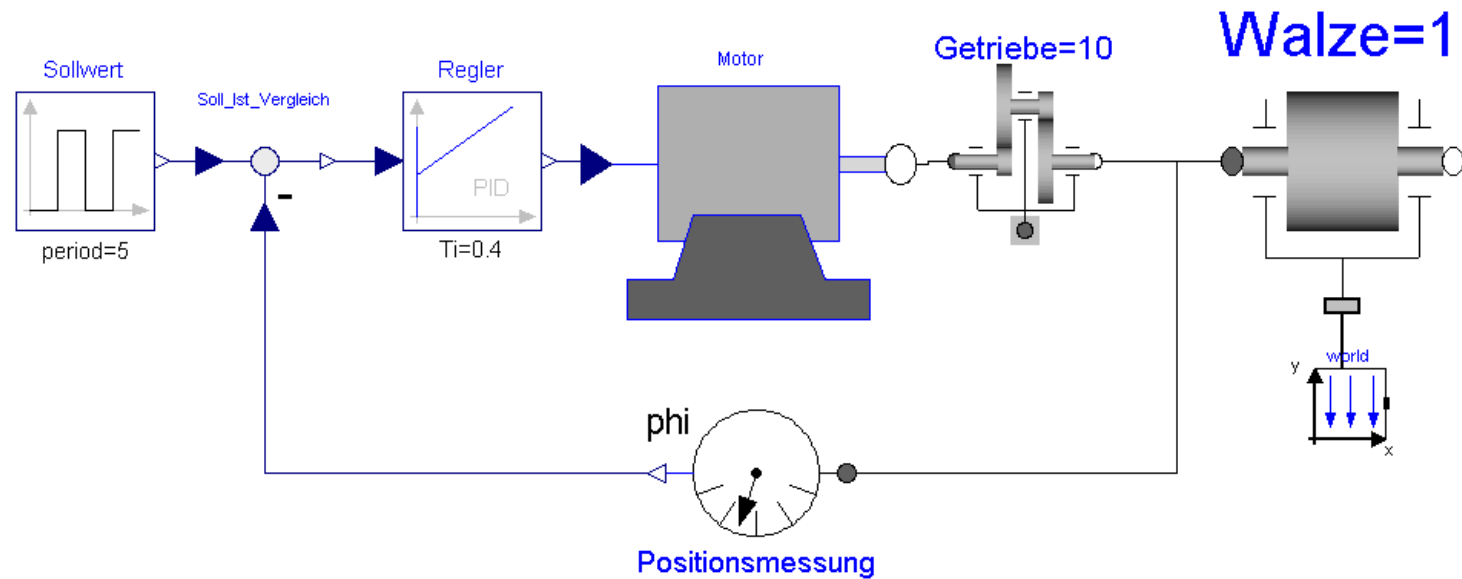 Walze=1
Getriebe=10
Sollwert
Regler
Motor
Soll_Ist_Vergleich
PID
-
period=5
Ti=0.4
world
y
x
phi
Positionsmessung